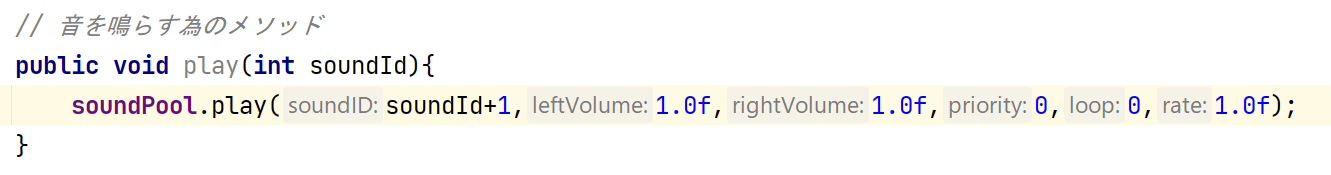 // 音を鳴らす為のメソッド
public void play(int soundId){
soundPool.play( soundID: soundId+1, leftVolume: 1.0f, rightVolume: 1.0f, priority: 0, loop: 0, rate: 1.0f);
}